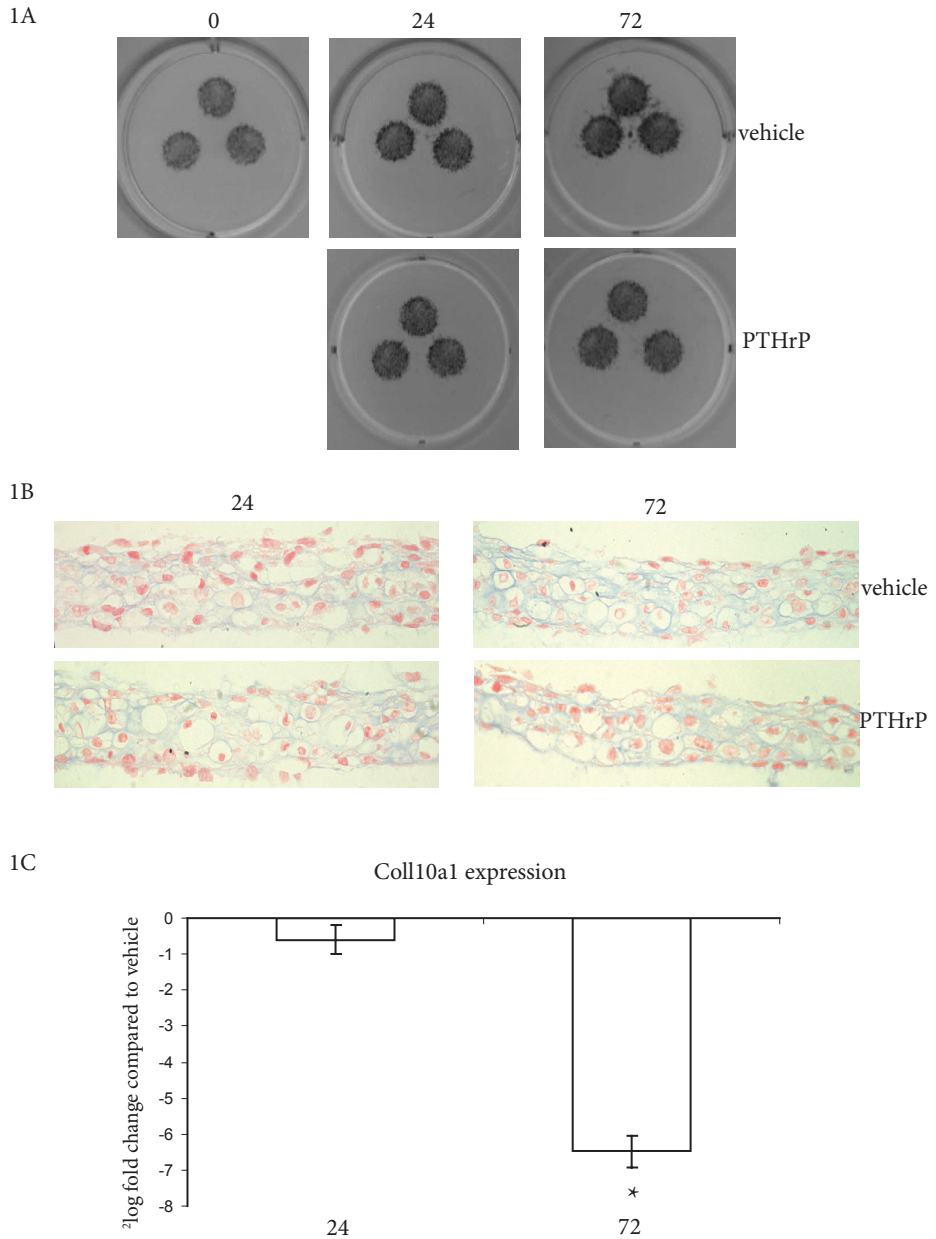 1A
0 24 72
vehicle
PTHrP
1B
24 72
vehicle
PTHrP
1C
Coll10a1 expression
²log fold change compared to vehicle
0
-1
-2
-3
-4
-5
-6
-7
-8
*
24 72